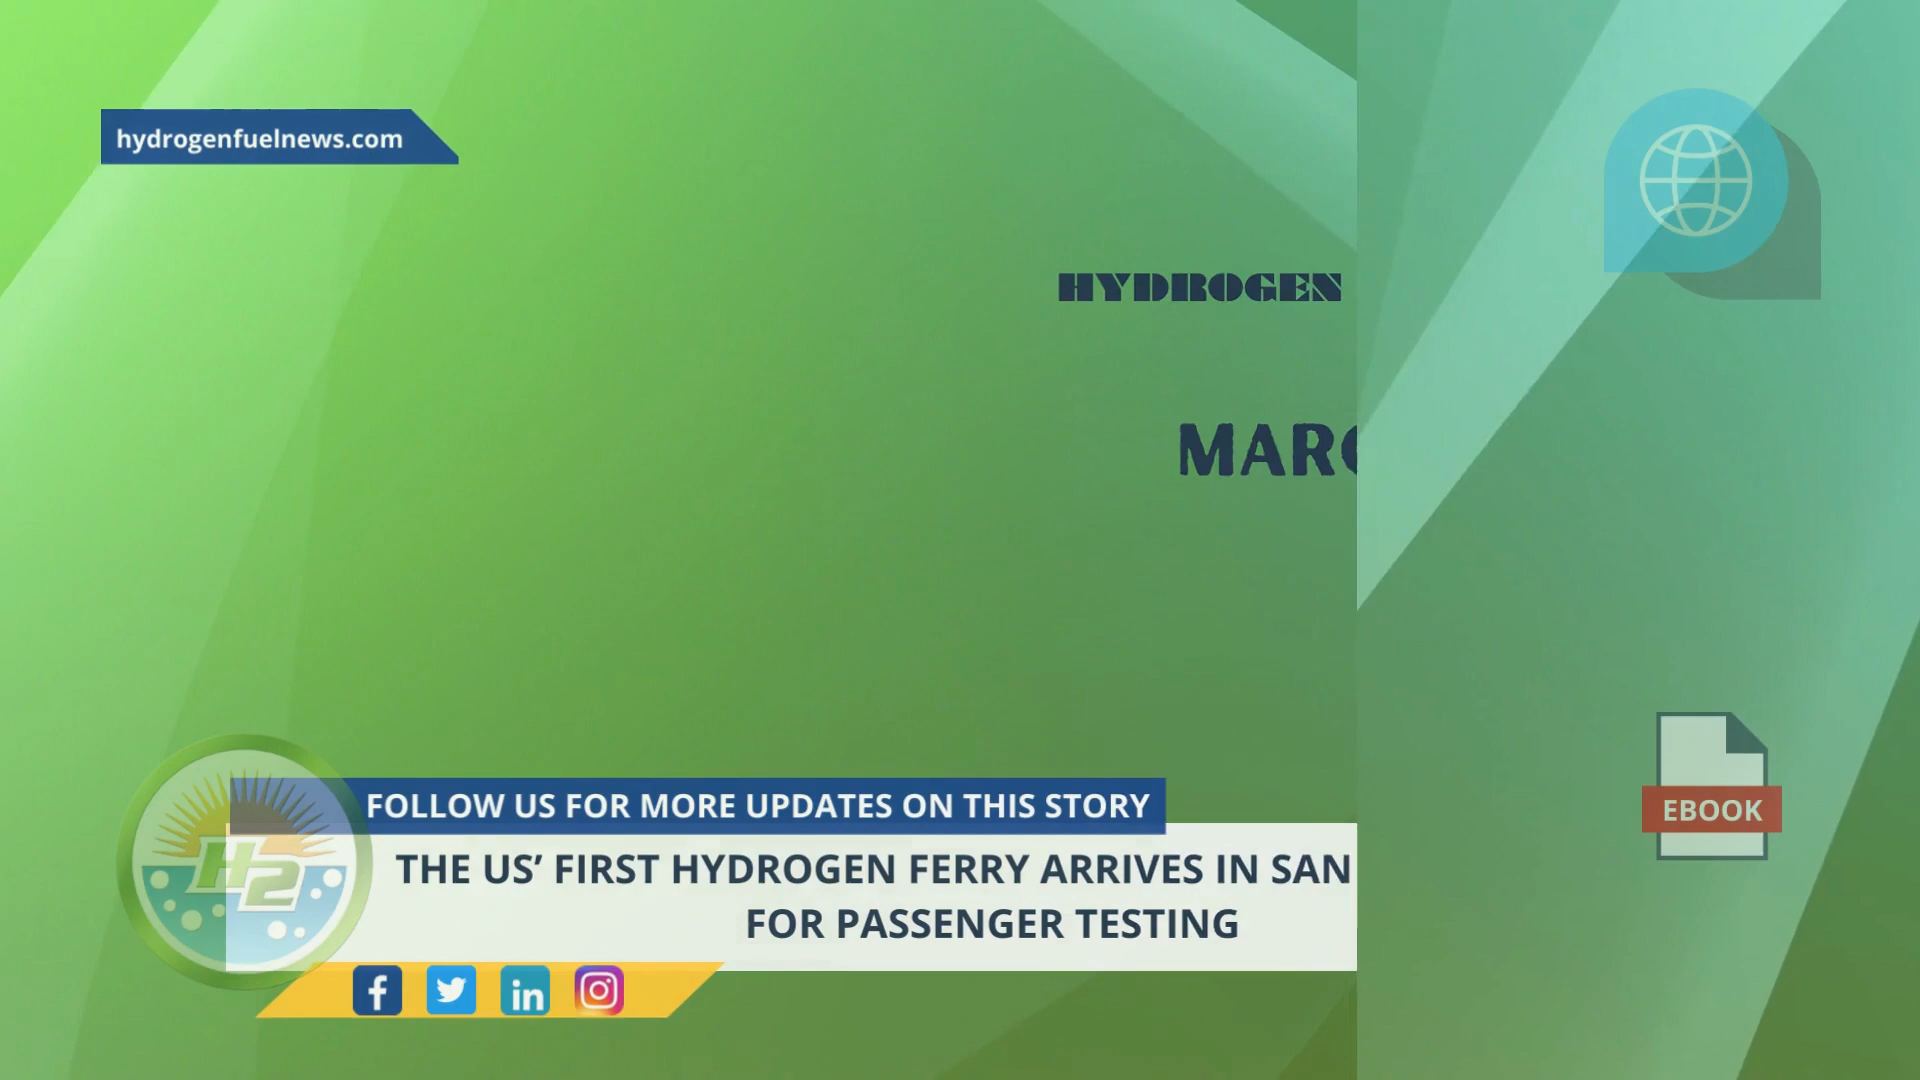 hydrogenfuelnews.com
HYDROGEN
FOLLOW US FOR MORE UPDATES ON THIS STORY
THE US’ FIRST HYDROGEN FERRY ARRIVES IN SAN
FOR PASSENGER TESTING
H2
EBOOK